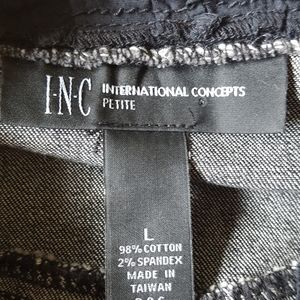 I·N·C INTERNATIONAL CONCEPTS
PETITE
L
98% COTTON
2% SPANDEX
MADE IN
TAIWAN